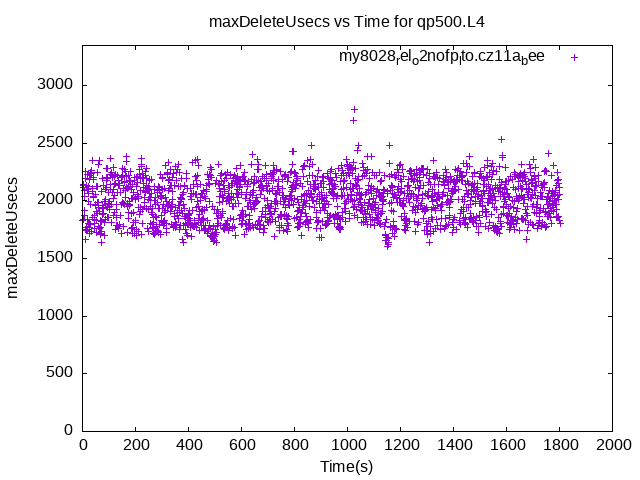 maxDeleteUsecs vs Time for qp500.L4
my8028relo2nofplto.cz11abee
3000
2500
2000
1500
1000
500
0
maxDeleteUsecs
0 200 400 600 800 1000 1200 1400 1600 1800 2000
Time(s)